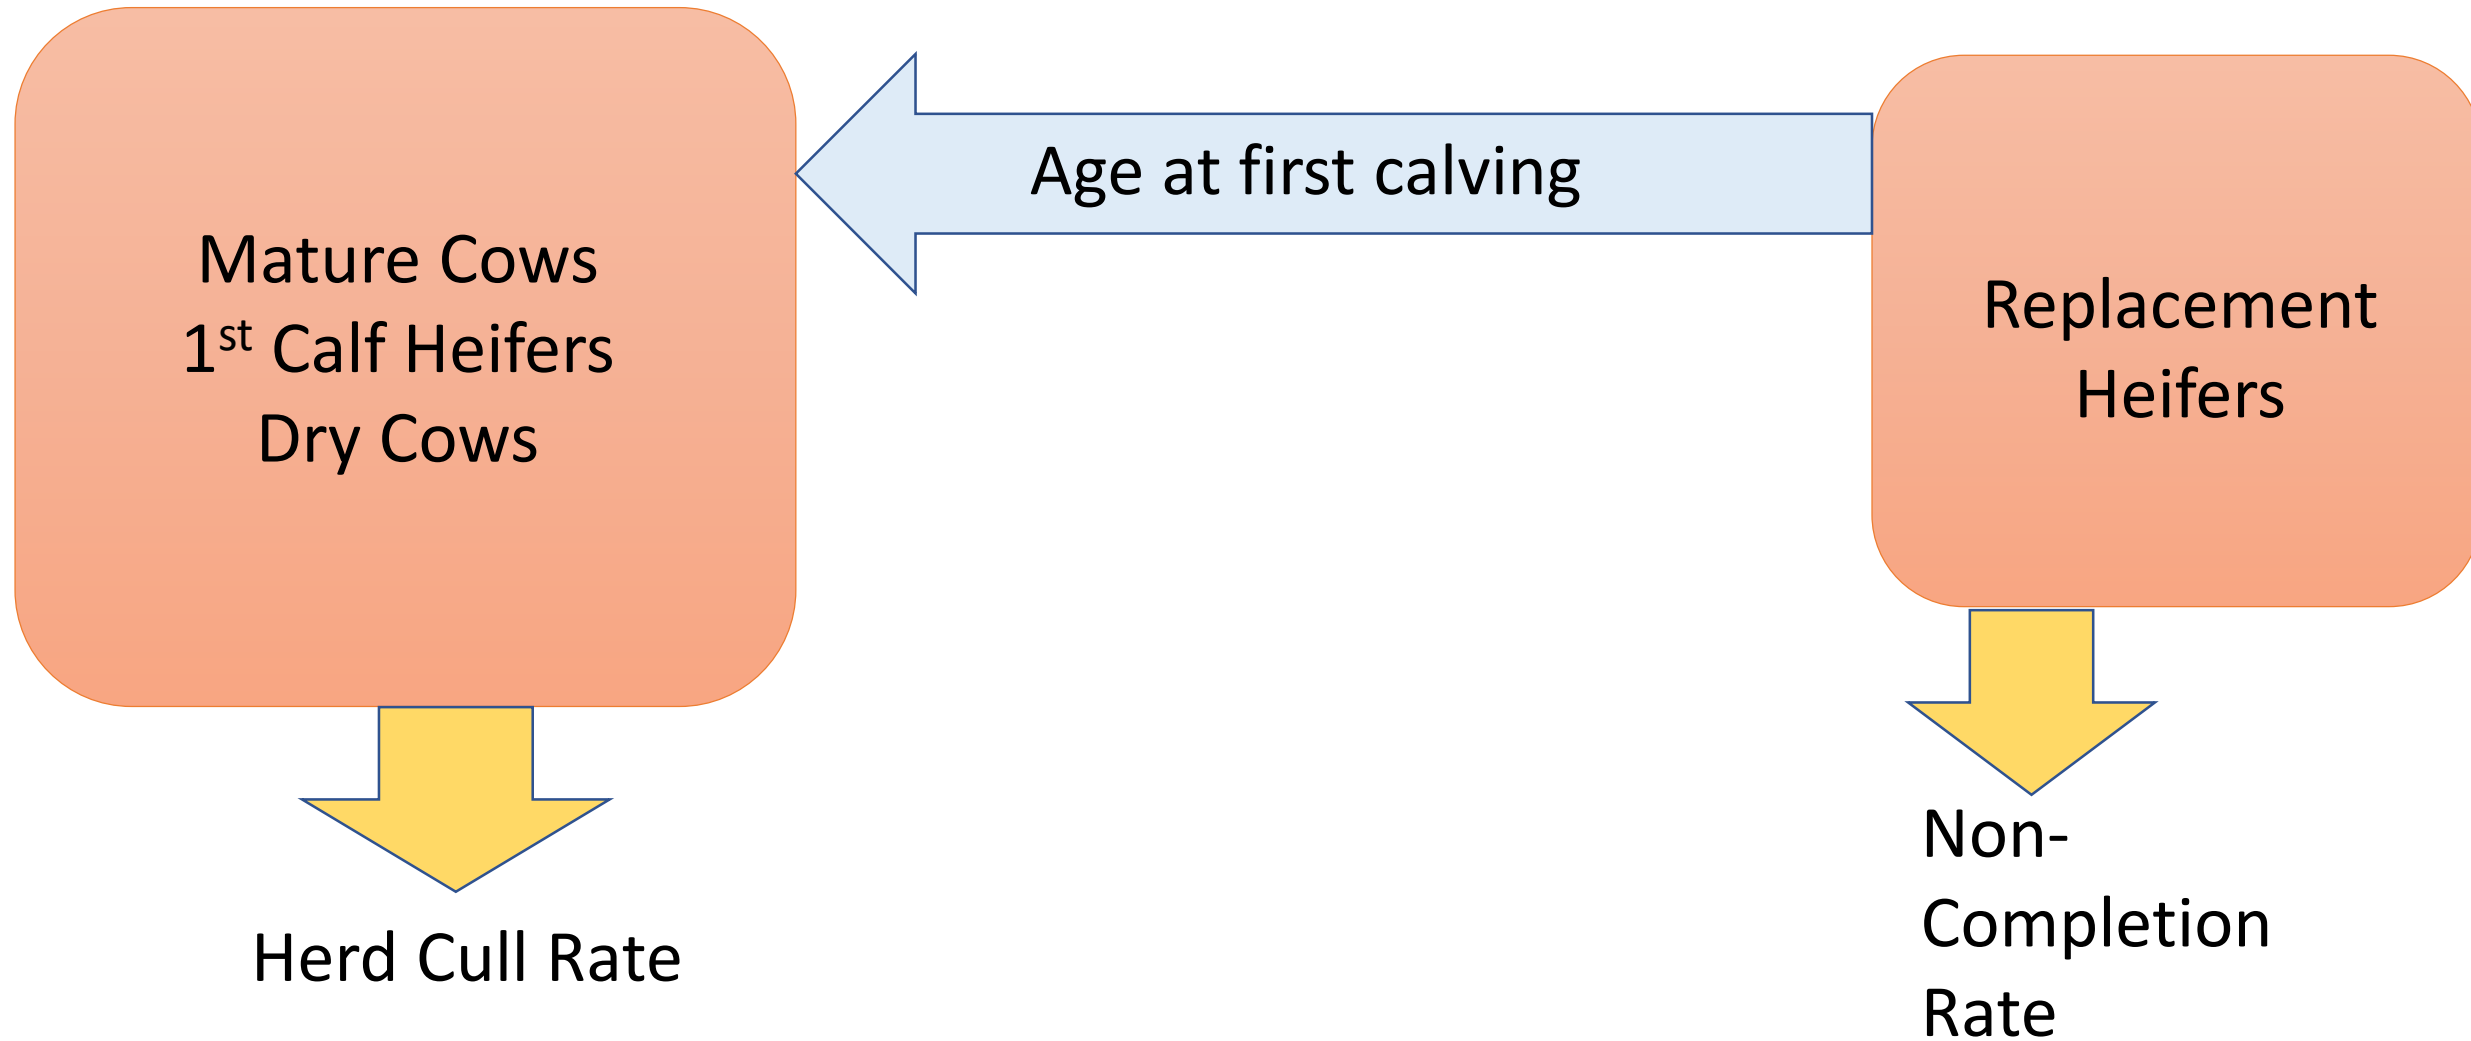 Age at first calving
Mature Cows
1st Calf Heifers
Dry Cows
Replacement
Heifers
Herd Cull Rate
Non-
Completion
Rate